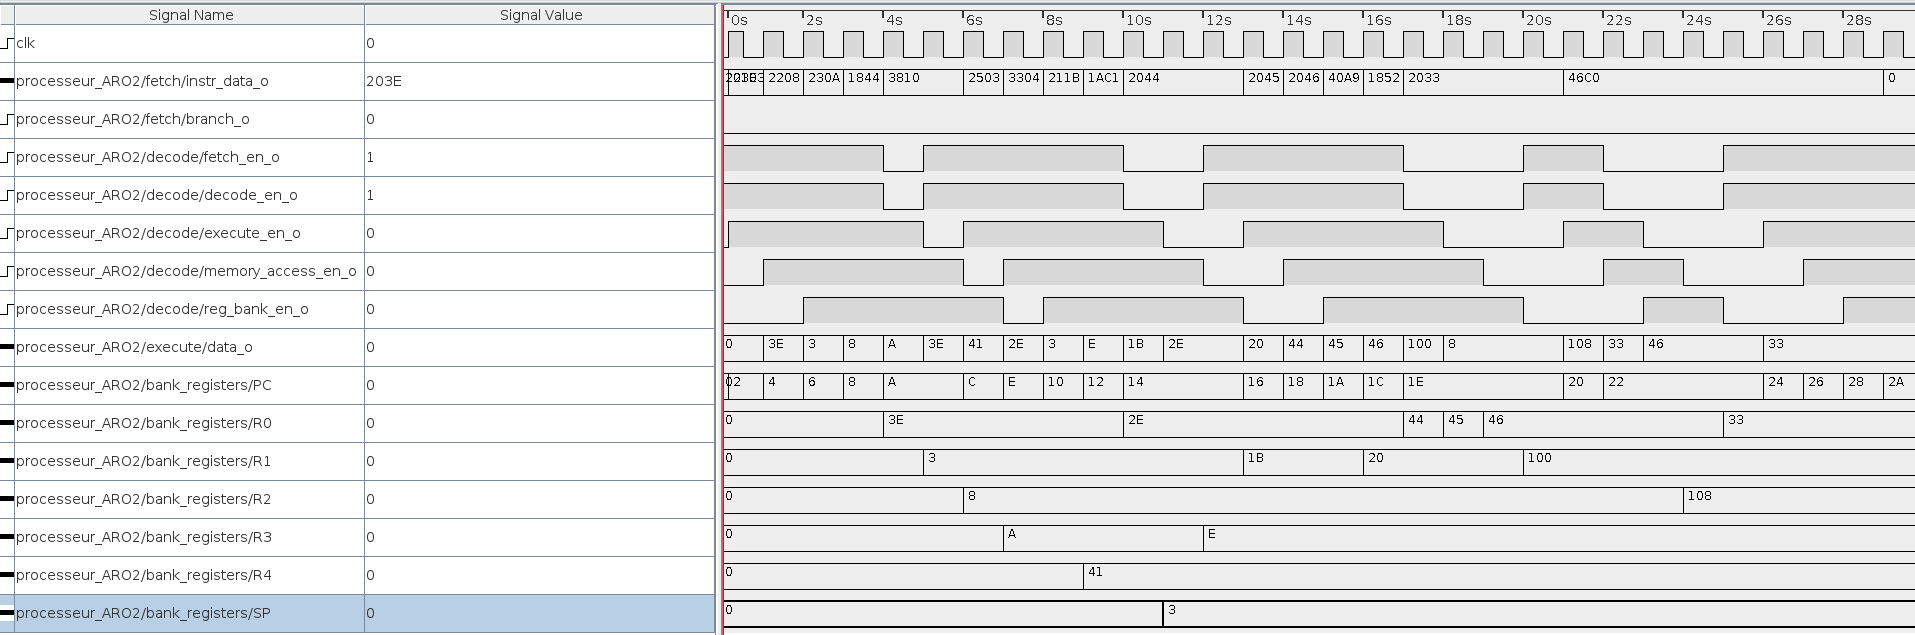 Signal Name Signal Value 0s 2s 4s 6s 8s 10s 12s 14s 16s 18s 20s 22s 24s 26s 28s
clk 0
processeur_ARO2/fetch/instr_data_o 203E 2208 230A 1844 3810 2503 3304 211B 1AC1 2044 2045 2046 40A9 1852 2033 46C0 0
processeur_ARO2/fetch/branch_o 0
processeur_ARO2/decode/fetch_en_o 1
processeur_ARO2/decode/decode_en_o 1
processeur_ARO2/decode/execute_en_o 0
processeur_ARO2/decode/memory_access_en_o 0
processeur_ARO2/decode/reg_bank_en_o 0
processeur_ARO2/execute/data_o 0 0 3E 3 8 A 3E 41 2E 3 E 1B 2E 20 44 45 46 100 8 108 33 46 33
processeur_ARO2/bank_registers/PC 0 02 4 6 8 A C E 10 12 14 16 18 1A 1C 1E 20 22 24 26 28 2A
processeur_ARO2/bank_registers/R0 0 0 3E 2E 44 45 46 33
processeur_ARO2/bank_registers/R1 0 0 3 1B 20 100
processeur_ARO2/bank_registers/R2 0 0 8 108
processeur_ARO2/bank_registers/R3 0 0 A E
processeur_ARO2/bank_registers/R4 0 0 41
processeur_ARO2/bank_registers/SP 0 0 3